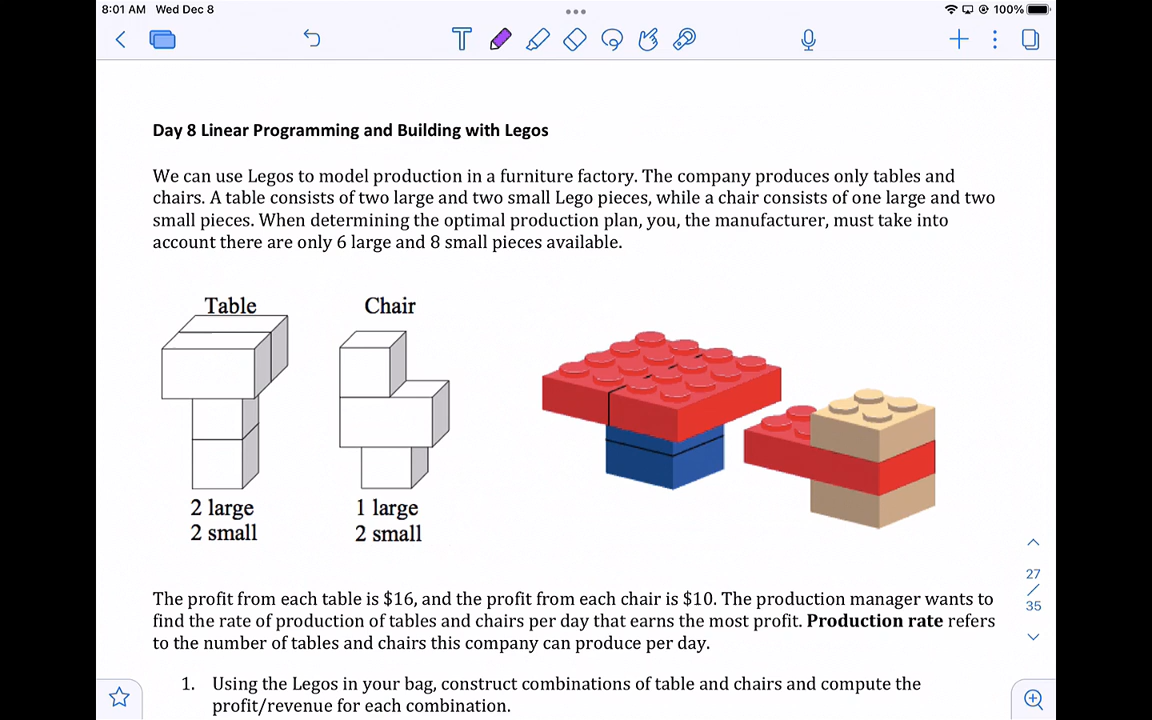 8:01 AM Wed Dec 8
100%
Day 8 Linear Programming and Building with Legos
We can use Legos to model production in a furniture factory. The company produces only tables and
chairs. A table consists of two large and two small Lego pieces, while a chair consists of one large and two
small pieces. When determining the optimal production plan, you, the manufacturer, must take into
account there are only 6 large and 8 small pieces available.
Table
Chair
2 large
2 small
1 large
2 small
27
/
35
The profit from each table is $16, and the profit from each chair is $10. The production manager wants to
find the rate of production of tables and chairs per day that earns the most profit. Production rate refers
to the number of tables and chairs this company can produce per day.
1. Using the Legos in your bag, construct combinations of table and chairs and compute the
profit/revenue for each combination.